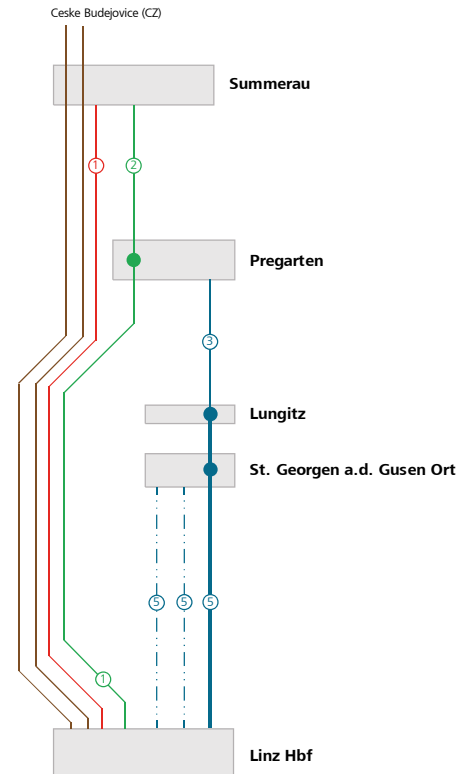 Ceske Budejovice (CZ)
Summerau
1 2
Pregarten
3
Lungitz
St. Georgen a.d. Gusen Ort
5 5 5
1
Linz Hbf